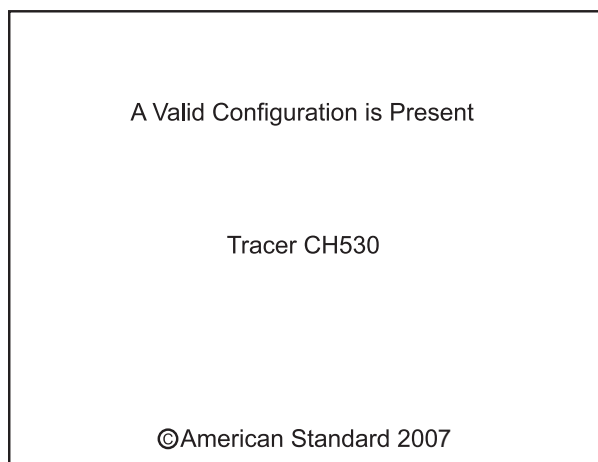 A Valid Configuration is Present
Tracer CH530
©American Standard 2007